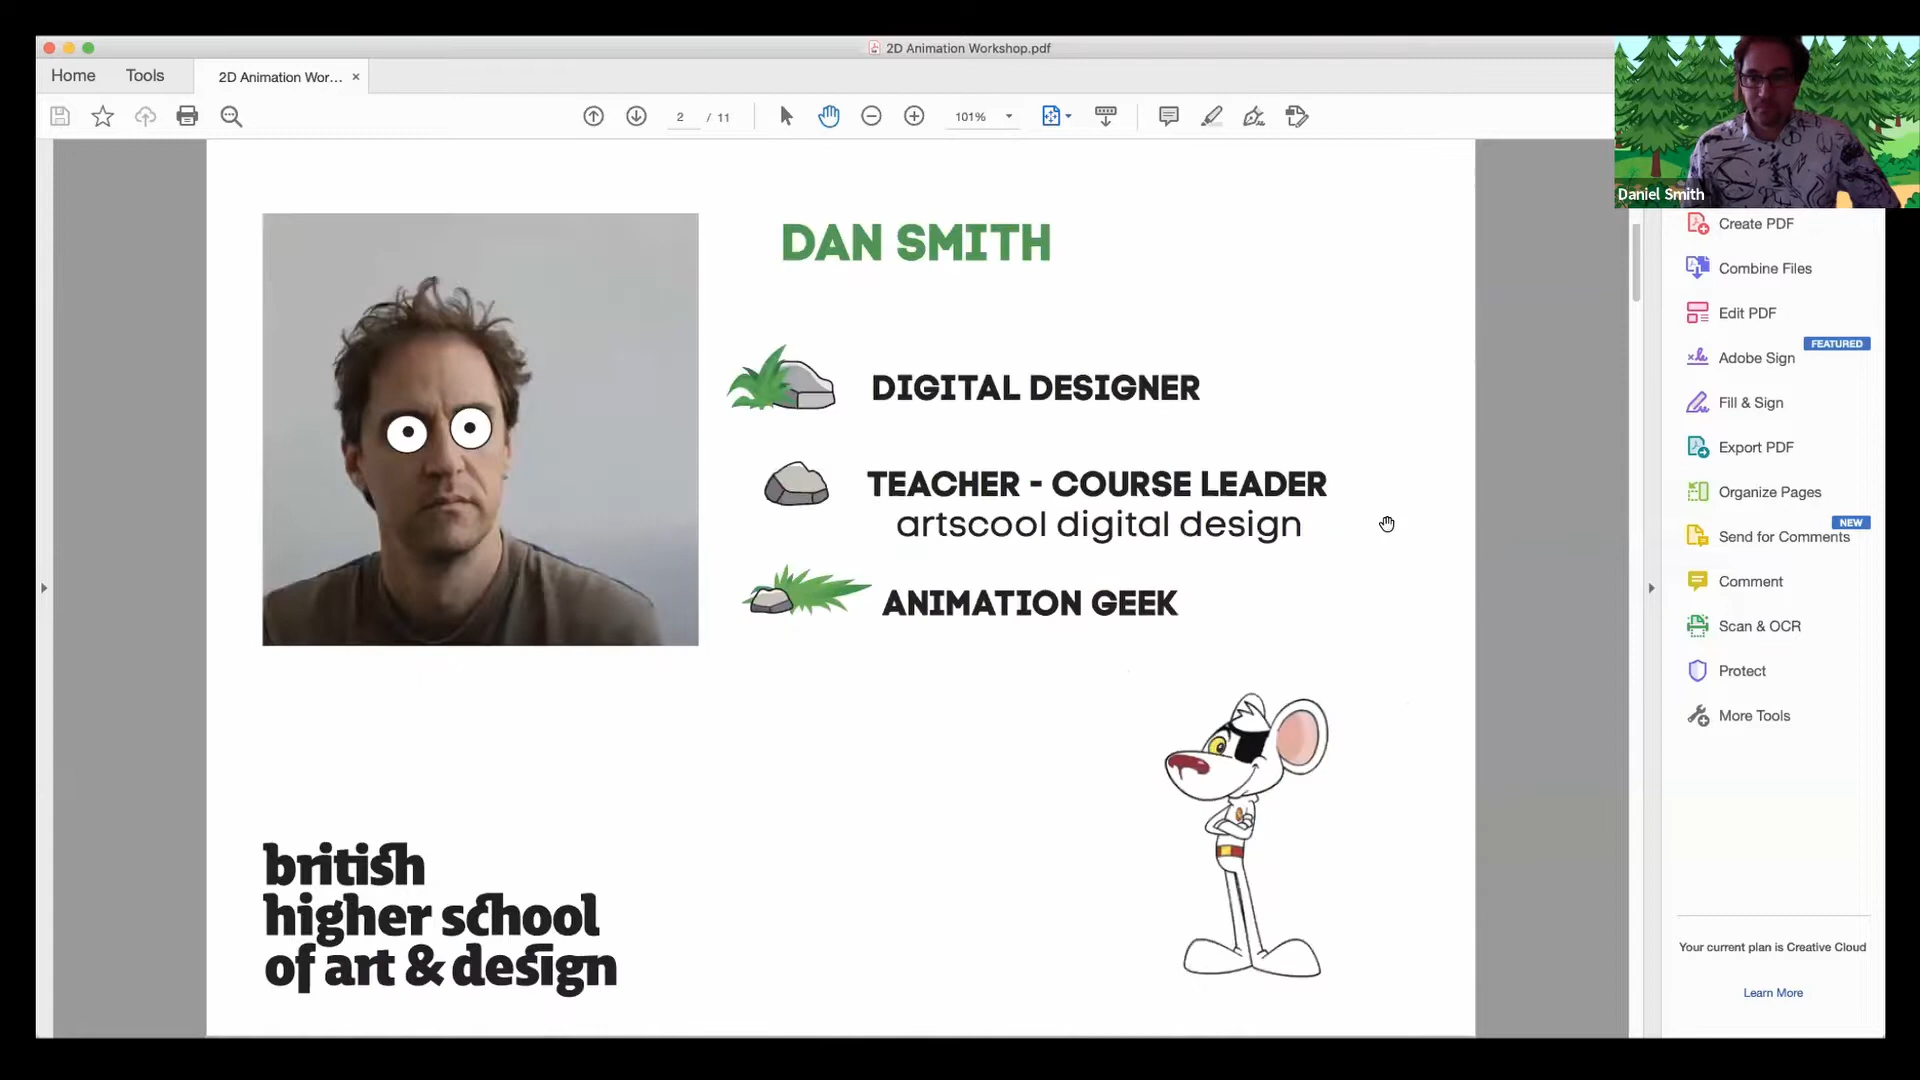 2D Animation Workshop.pdf
Home
Tools
2D Animation Wor...
2
/ 11
101%
Daniel Smith
DAN SMITH
DIGITAL DESIGNER
TEACHER - COURSE LEADER
artscool digital design
ANIMATION GEEK
british
higher school
of art & design
Create PDF
Combine Files
Edit PDF
FEATURED
Adobe Sign
Fill & Sign
Export PDF
Organize Pages
NEW
Send for Comments
Comment
Scan & OCR
Protect
More Tools
Your current plan is Creative Cloud
Learn More